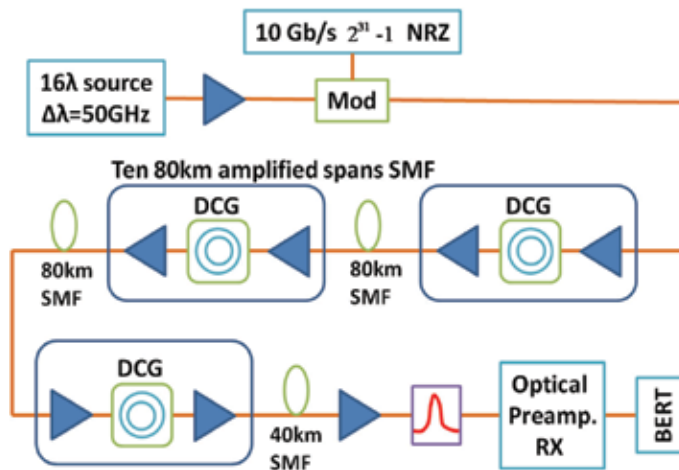 10 Gb/s 2³¹ -1 NRZ
16λ source
Δλ=50GHz
Mod
Ten 80km amplified spans SMF
DCG
DCG
80km
SMF
80km
SMF
DCG
40km
SMF
Optical
Preamp.
RX
BERT